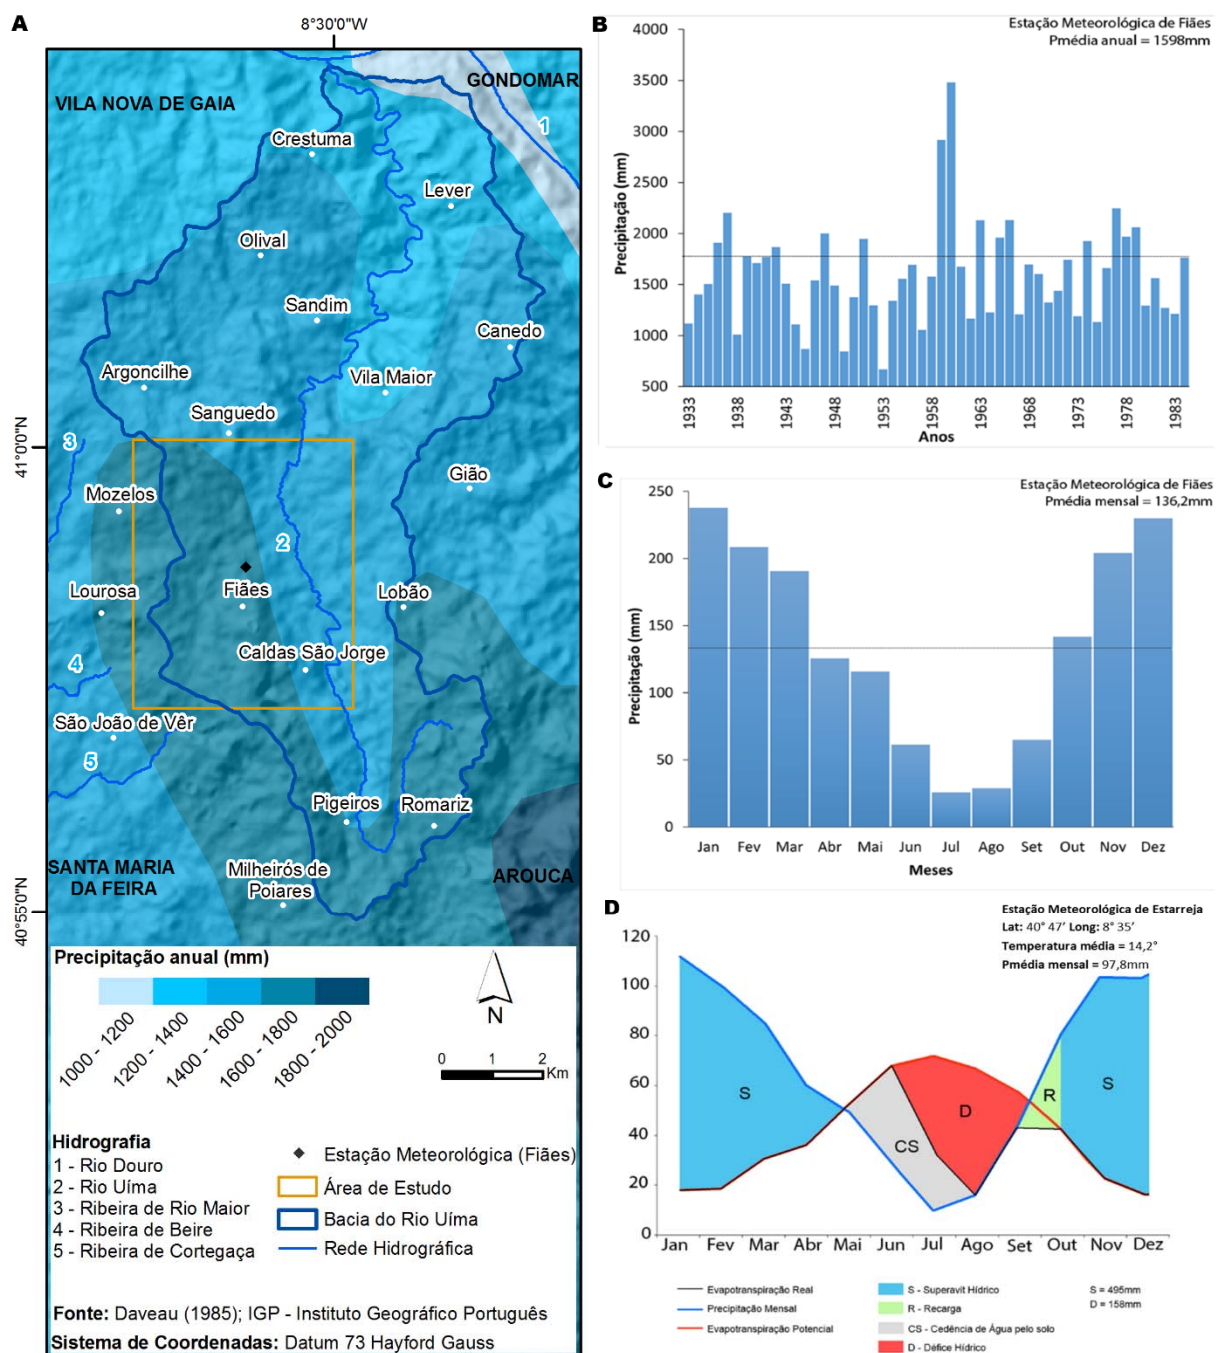 A
8°30'0"W
VILA NOVA DE GAIA
GONDOMAR
1
Crestuma
Lever
Olival
Sandim
Canedo
Argoncilhe
Vila Maior
Sanguedo
41°0'0"N
3
Mozelos
Gião
2
Lourosa
Fiães
Lobão
4
Caldas São Jorge
São João de Vêr
5
Pigeiros
Romariz
SANTA MARIA
DA FEIRA
Milheirós de
Poiares
AROUCA
40°55'0"N
Precipitação anual (mm)
1000 - 1200
1200 - 1400
1400 - 1600
1600 - 1800
1800 - 2000
N
0 1 2
Km
Hidrografia
1 - Rio Douro
2 - Rio Uíma
3 - Ribeira de Rio Maior
4 - Ribeira de Beire
5 - Ribeira de Cortegaça
Estação Meteorológica (Fiães)
Área de Estudo
Bacia do Rio Uíma
Rede Hidrográfica
Fonte: Daveau (1985); IGP - Instituto Geográfico Português
Sistema de Coordenadas: Datum 73 Hayford Gauss
B
Estação Meteorológica de Fiães
Pmédia anual = 1598mm
Precipitação (mm)
4000
3500
3000
2500
2000
1500
1000
500
1933 1938 1943 1948 1953 1958 1963 1968 1973 1978 1983
Anos
C
Estação Meteorológica de Fiães
Pmédia mensal = 136,2mm
Precipitação (mm)
250
200
150
100
50
0
Jan Fev Mar Abr Mai Jun Jul Ago Set Out Nov Dez
Meses
D
Estação Meteorológica de Estarreja
Lat: 40° 47' Long: 8° 35'
Temperatura média = 14,2°
Pmédia mensal = 97,8mm
120
100
80
60
40
20
0
S
CS
D
R
S
Jan Fev Mar Abr Mai Jun Jul Ago Set Out Nov Dez
Evapotranspiração Real
Precipitação Mensal
Evapotranspiração Potencial
S - Superavit Hídrico
R - Recarga
CS - Cedência de Água pelo solo
D - Défice Hídrico
S = 495mm
D = 158mm